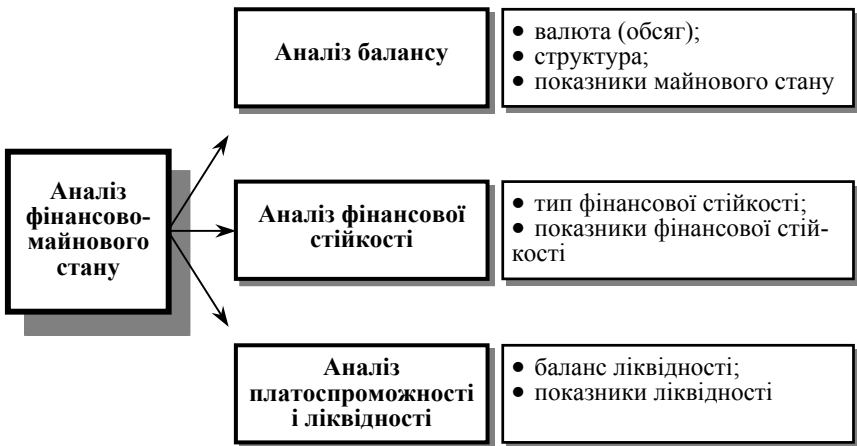 Аналіз балансу
● валюта (обсяг);
● структура;
● показники майнового стану
Аналіз
фінансово-
майнового
стану
Аналіз фінансової
стійкості
● тип фінансової стійкості;
● показники фінансової стій-
кості
Аналіз
платоспроможності
і ліквідності
● баланс ліквідності;
● показники ліквідності